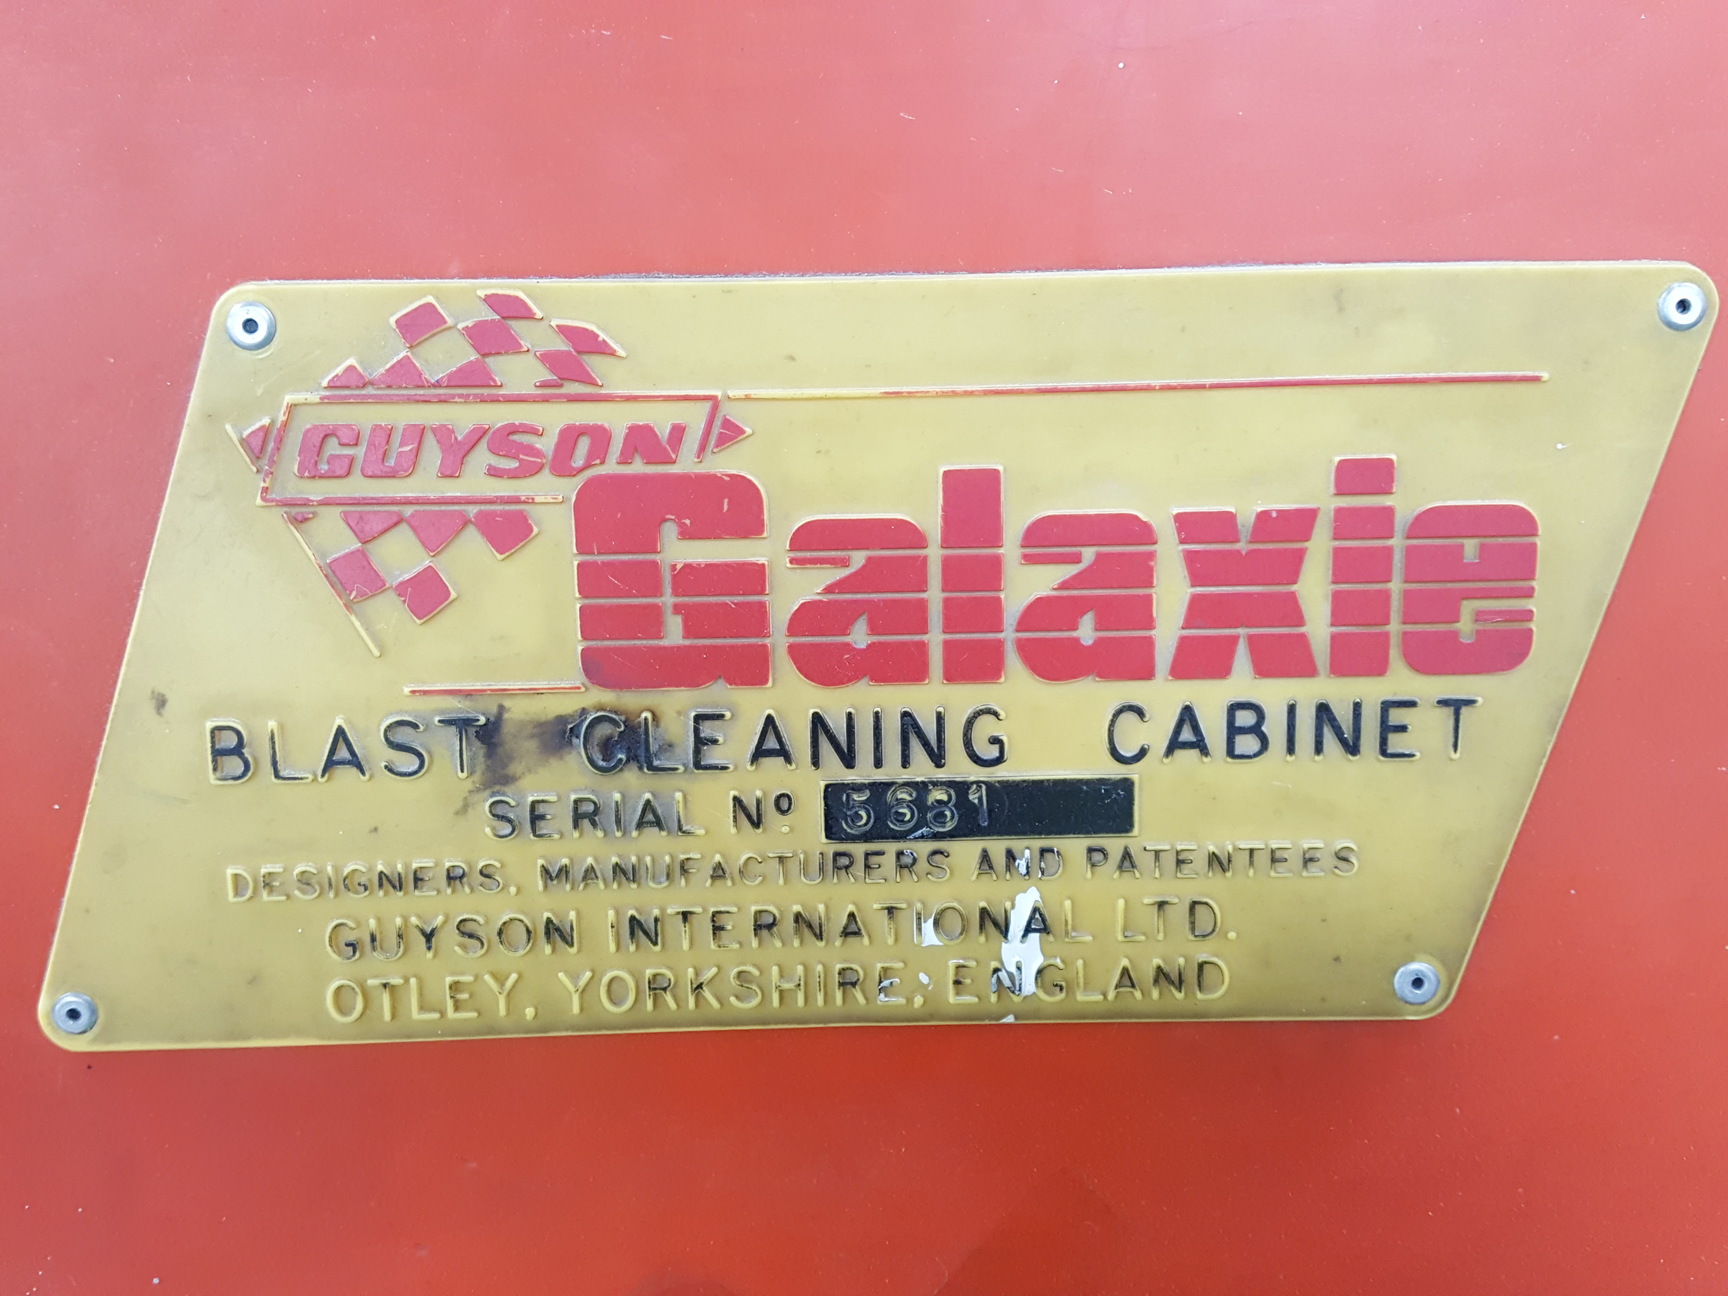 GUYSON
Galaxie
BLAST CLEANING CABINET
SERIAL Nº 5681
DESIGNERS, MANUFACTURERS AND PATENTEES
GUYSON INTERNATIONAL LTD.
OTLEY, YORKSHIRE, ENGLAND